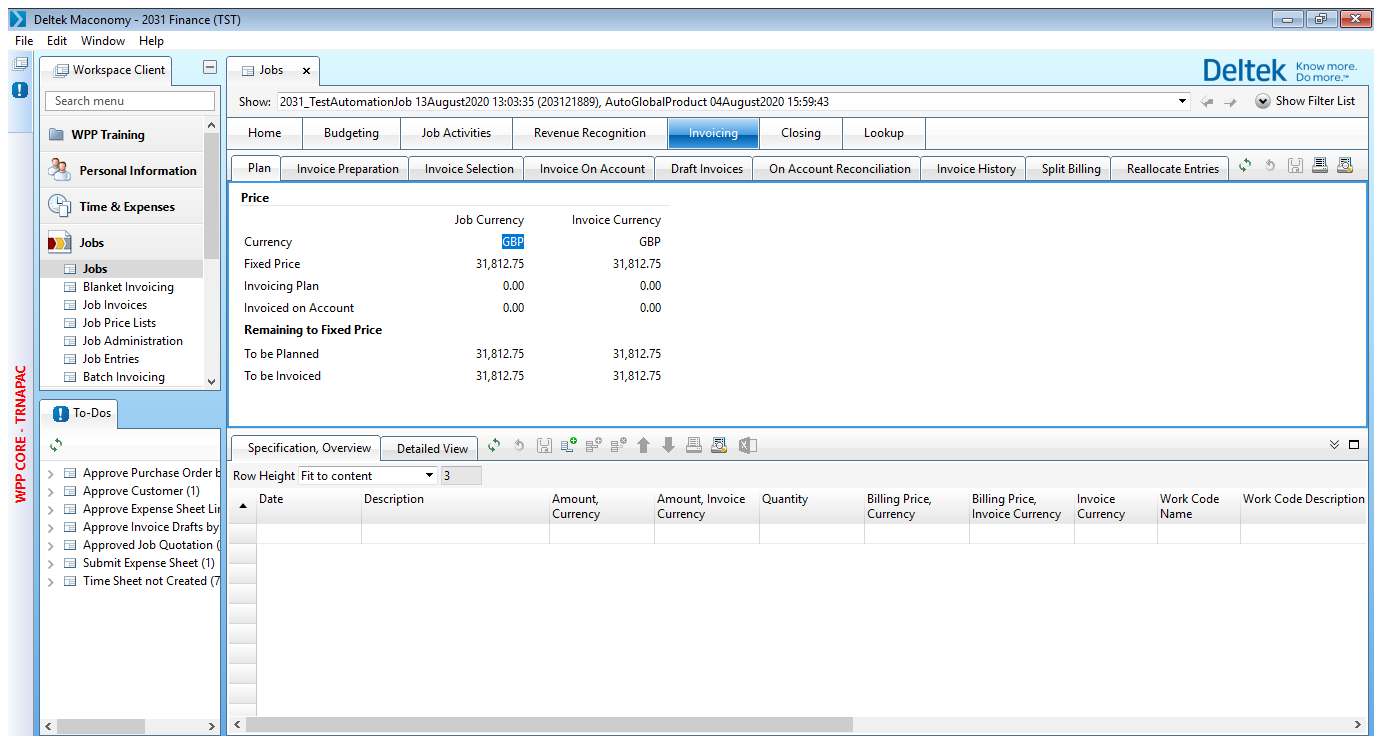 Deltek Maconomy - 2031 Finance (TST)
File Edit Window Help
Workspace Client
Search menu
WPP Training
Personal Information
Time & Expenses
Jobs
Jobs
Blanket Invoicing
Job Invoices
Job Price Lists
Job Administration
Job Entries
Batch Invoicing
WPP CORE - TRNAPAC
To-Dos
Approve Purchase Order b
Approve Customer (1)
Approve Expense Sheet Lin
Approve Invoice Drafts by
Approved Job Quotation (
Submit Expense Sheet (1)
Time Sheet not Created (7
Jobs
Deltek Know more. Do more.™
Show: 2031_TestAutomationJob 13August2020 13:03:35 (203121889), AutoGlobalProduct 04August2020 15:59:43 Show Filter List
Home Budgeting Job Activities Revenue Recognition Invoicing Closing Lookup
Plan Invoice Preparation Invoice Selection Invoice On Account Draft Invoices On Account Reconciliation Invoice History Split Billing Reallocate Entries
Price
Job Currency Invoice Currency
Currency GBP GBP
Fixed Price 31,812.75 31,812.75
Invoicing Plan 0.00 0.00
Invoiced on Account 0.00 0.00
Remaining to Fixed Price
To be Planned 31,812.75 31,812.75
To be Invoiced 31,812.75 31,812.75
Specification, Overview Detailed View
Row Height Fit to content 3
Date Description Amount, Currency Amount, Invoice Currency Quantity Billing Price, Currency Billing Price, Invoice Currency Invoice Currency Work Code Name Work Code Description